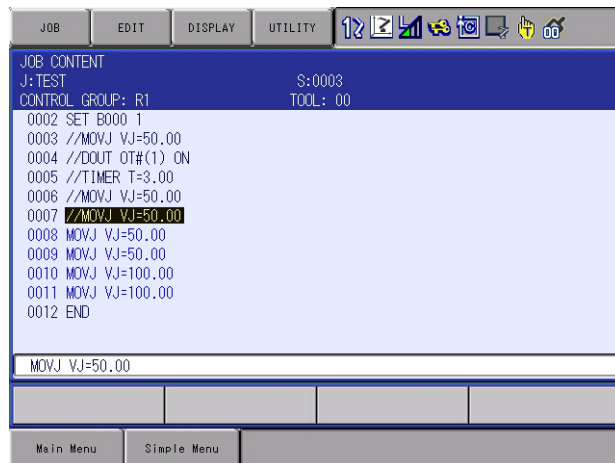 JOB EDIT DISPLAY UTILITY
JOB CONTENT
J:TEST S:0003
CONTROL GROUP: R1 TOOL: 00
0002 SET B000 1
0003 //MOVJ VJ=50.00
0004 //DOUT OT#(1) ON
0005 //TIMER T=3.00
0006 //MOVJ VJ=50.00
0007 //MOVJ VJ=50.00
0008 MOVJ VJ=50.00
0009 MOVJ VJ=50.00
0010 MOVJ VJ=100.00
0011 MOVJ VJ=100.00
0012 END
MOVJ VJ=50.00
Main Menu Simple Menu